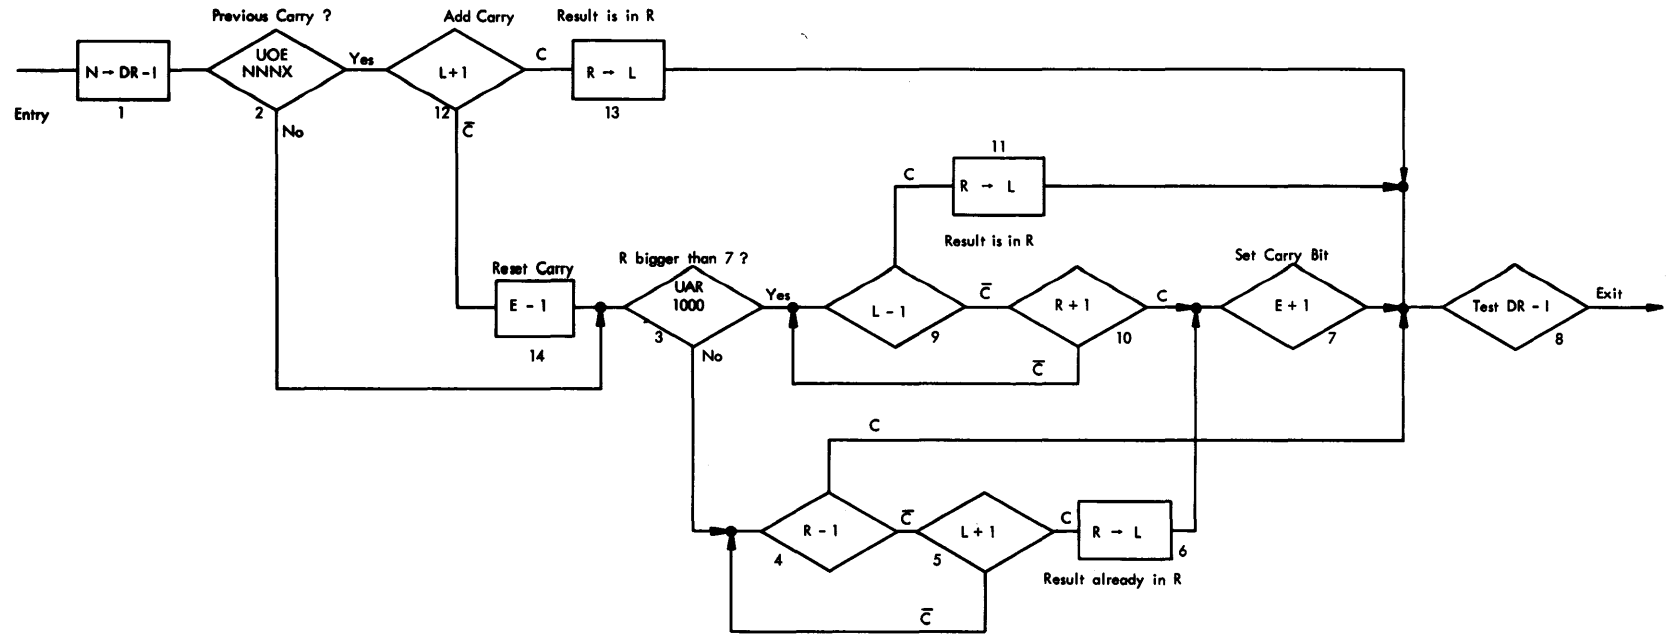 Previous Carry ?
Add Carry
Result is in R
Entry
N → DR-1
1
UOE
NNNX
2
Yes
No
L+1
12
C
C̅
R → L
13
11
C
R → L
Result is in R
Reset Carry
E - 1
14
R bigger than 7 ?
UAR
1000
3
Yes
No
L - 1
9
C̅
R + 1
10
C
C̅
Set Carry Bit
E + 1
7
Test DR - 1
8
Exit
C
R - 1
4
C̅
L + 1
5
C
R → L
6
Result already in R
C̅